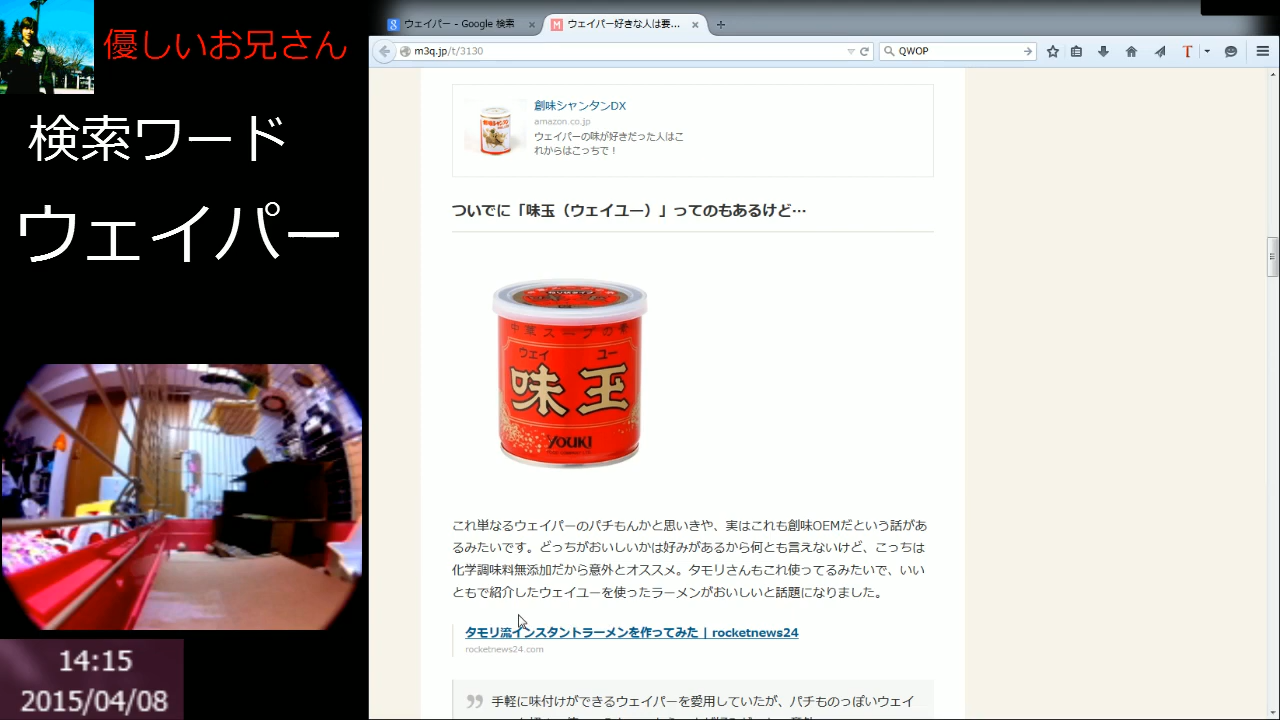 優しいお兄さん
検索ワード
ウェイパー
14:15
2015/04/08
ウェイパー - Google 検索
ウェイパー好きな人は要...
m3q.jp/t/3130
QWOP
創味シャンタンDX
amazon.co.jp
ウェイパーの味が好きだった人はこ
れからはこっちで！
ついでに「味玉（ウェイユー）」ってのもあるけど…
中華スープの素
ウェイ ユー
味玉
YOUKI
これ単なるウェイパーのパチもんかと思いきや、実はこれも創味OEMだという話があ
るみたいです。どっちがおいしいかは好みがあるから何とも言えないけど、こっちは
化学調味料無添加だから意外とオススメ。タモリさんもこれ使ってるみたいで、いい
ともで紹介したウェイユーを使ったラーメンがおいしいと話題になりました。
タモリ流インスタントラーメンを作ってみた | rocketnews24
rocketnews24.com
手軽に味付けができるウェイパーを愛用していたが、パチものっぽいウェイ